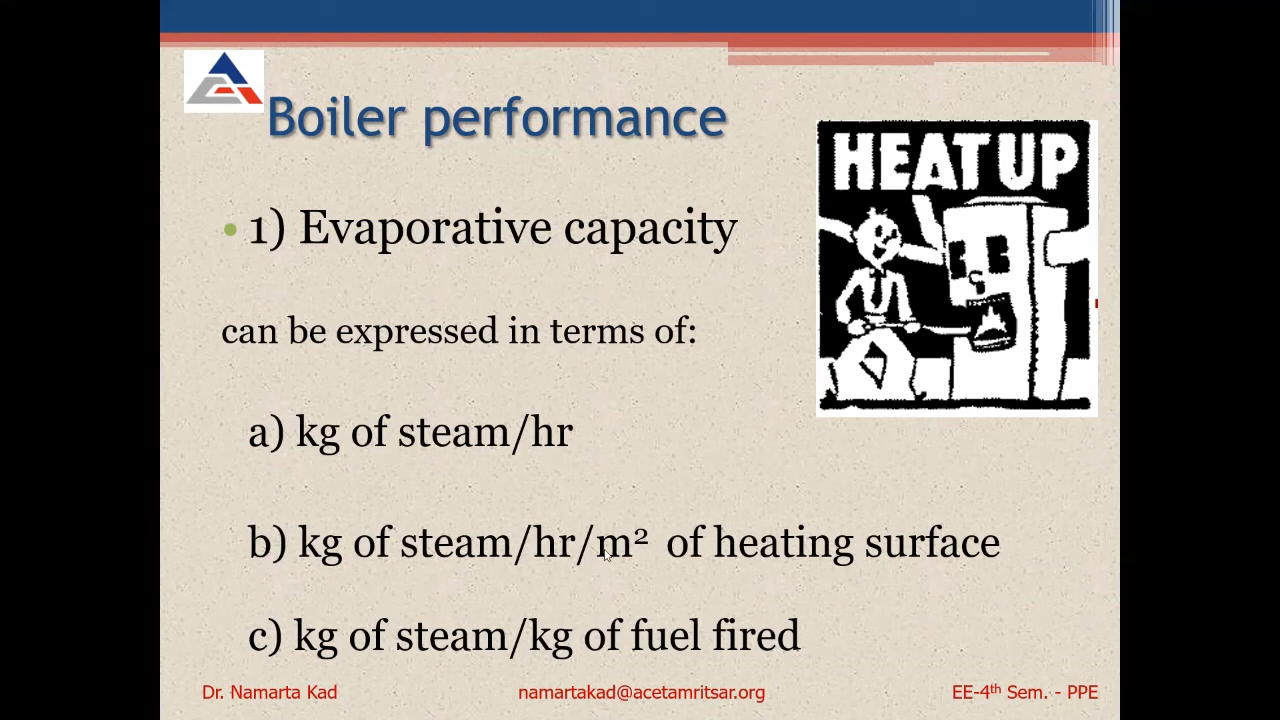 Boiler performance
HEAT UP
• 1) Evaporative capacity
can be expressed in terms of:
a) kg of steam/hr
b) kg of steam/hr/m² of heating surface
c) kg of steam/kg of fuel fired
Dr. Namarta Kad
namartakad@acetamritsar.org
EE-4th Sem. - PPE